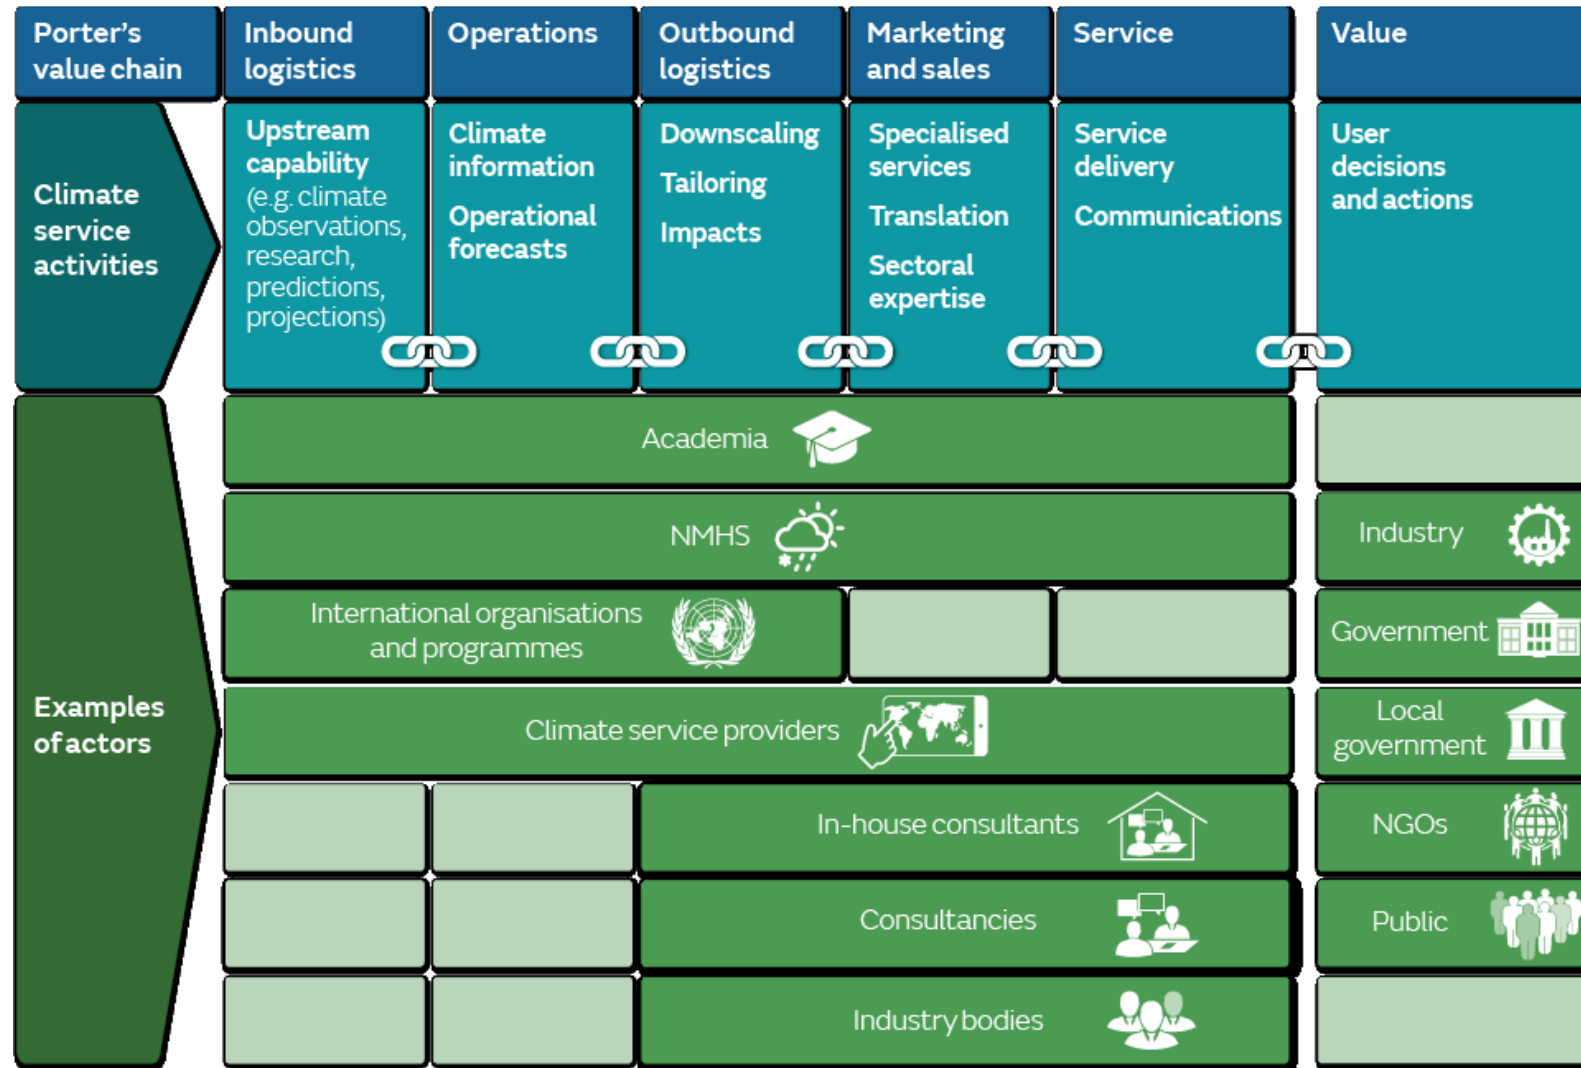 Porter's
value chain
Inbound
logistics
Operations
Outbound
logistics
Marketing
and sales
Service
Value
Climate
service
activities
Upstream
capability
(e.g. climate
observations,
research,
predictions,
projections)
Climate
information
Operational
forecasts
Downscaling
Tailoring
Impacts
Specialised
services
Translation
Sectoral
expertise
Service
delivery
Communications
User
decisions
and actions
Examples
of actors
Academia
NMHS
Industry
International organisations
and programmes
Government
Climate service providers
Local
government
In-house consultants
NGOs
Consultancies
Public
Industry bodies